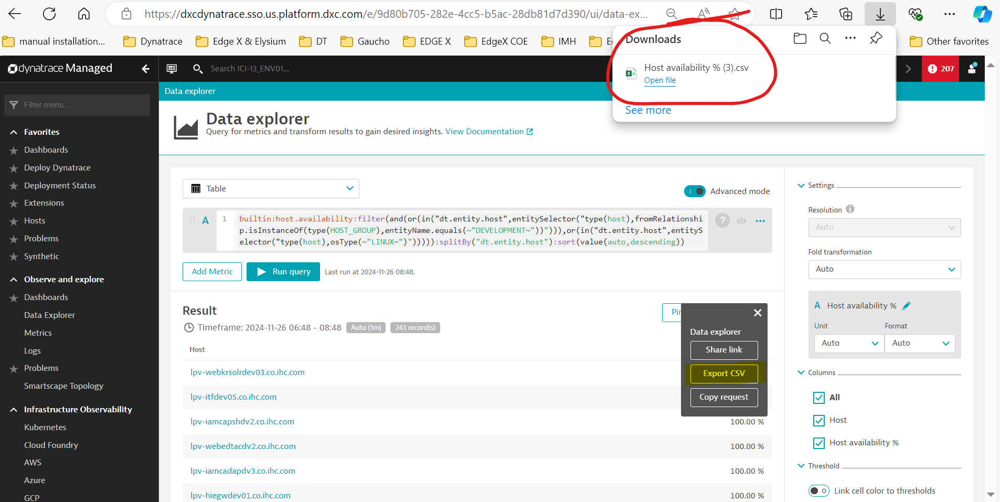 https://dxcdynatrace.sso.us.platform.dxc.com/e/9d80b705-282e-4cc5-b5ac-28db81d7d390/ui/data-ex...
manual installation...
Dynatrace
Edge X & Elysium
DT
Gaucho
EDGE X
EdgeX COE
IMH
Other favorites
Downloads
Host availability % (3).csv
Open file
See more
dynatrace Managed
Search ICI-13_ENV01...
207
Data explorer
Filter menu...
Favorites
Dashboards
Deploy Dynatrace
Deployment Status
Extensions
Hosts
Problems
Synthetic
Observe and explore
Dashboards
Data Explorer
Metrics
Logs
Problems
Smartscape Topology
Infrastructure Observability
Kubernetes
Cloud Foundry
AWS
Azure
GCP
Data explorer
Query for metrics and transform results to gain desired insights. View Documentation
Table
Advanced mode
A
1
builtin:host.availability:filter(and(or(in("dt.entity.host",entitySelector("type(host),fromRelationshi
p.isInstanceOf(type(HOST_GROUP),entityName.equals(~"DEVELOPMENT~"))"))),or(in("dt.entity.host",entityS
elector("type(host),osType(~"LINUX~")"))))):splitBy("dt.entity.host"):sort(value(auto,descending))
?
Add Metric
Run query
Last run at 2024-11-26 08:48.
Result
Timeframe: 2024-11-26 06:48 - 08:48
Auto (1m)
243 record(s)
Host
lpv-webkrsolrdev03.co.ihc.com
lpv-itfdev05.co.ihc.com
lpv-iamcapshdv2.co.ihc.com
100.00 %
lpv-webedtacdv2.co.ihc.com
100.00 %
lpv-iamcadapdv3.co.ihc.com
100.00 %
lpv-hiegwdev01.co.ihc.com
100.00 %
Data explorer
Share link
Export CSV
Copy request
Settings
Resolution
Auto
Fold transformation
Auto
A Host availability %
Unit
Format
Auto
Auto
Columns
All
Host
Host availability %
Threshold
Link cell color to thresholds